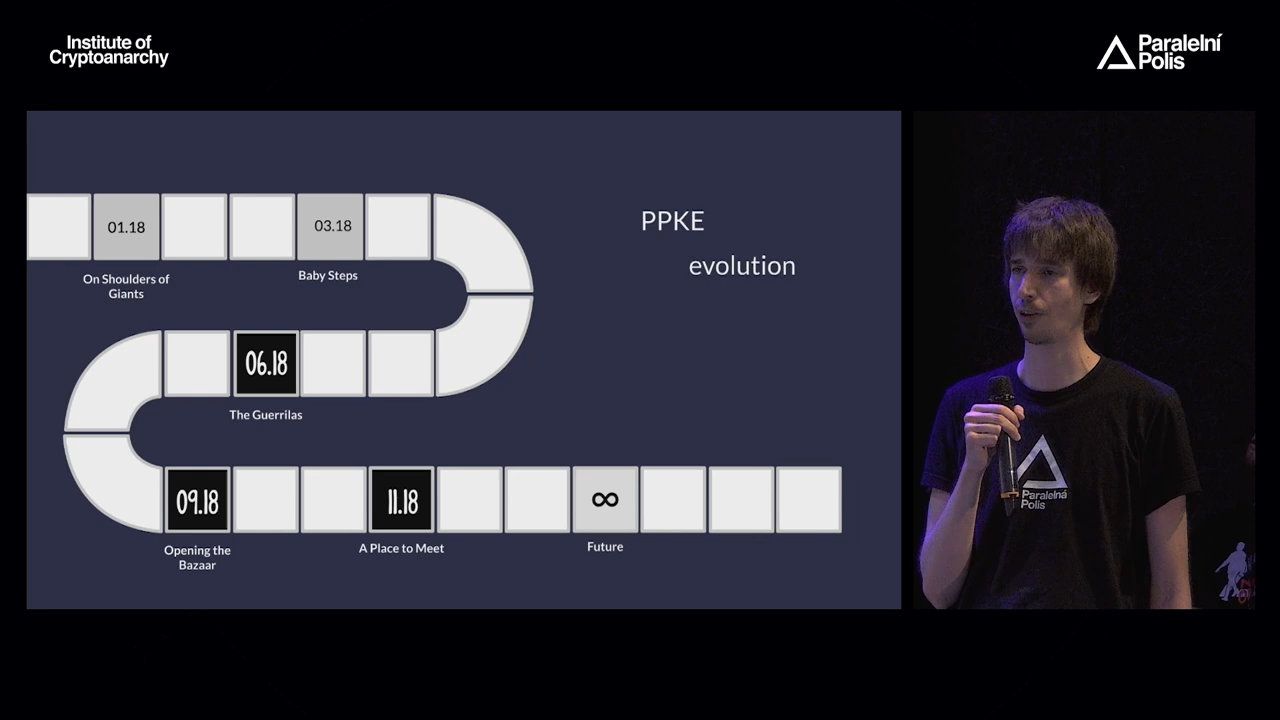 Institute of
Cryptoanarchy
Paralelní
Polis
PPKE
evolution
01.18
03.18
On Shoulders of
Giants
Baby Steps
06.18
The Guerrilas
09.18
11.18
∞
Opening the
Bazaar
A Place to Meet
Future
Paralelná
Polis